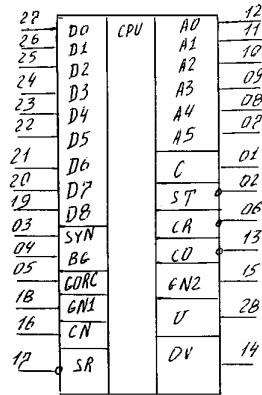 27 D0 CPU A0 12
26 D1 A1 11
25 D2 A2 10
24 D3 A3 09
23 D4 A4 08
22 D5 A5 07
21 D6 C 01
20 D7 ST 02
19 D8 CR 06
03 SYN CO 13
04 BG GN2 15
05 GORC U 28
18 GN1 OV 14
16 CN
17 SR